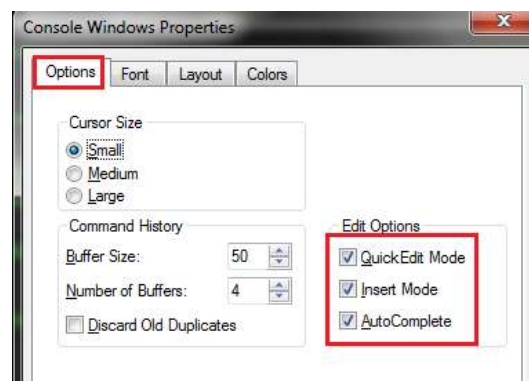 Console Windows Properties
Options Font Layout Colors
Cursor Size
Small
Medium
Large
Command History
Buffer Size: 50
Number of Buffers: 4
Discard Old Duplicates
Edit Options
QuickEdit Mode
Insert Mode
AutoComplete